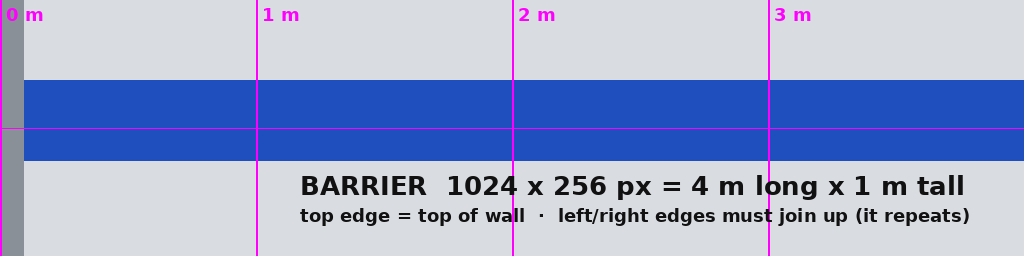 0 m 1 m 2 m 3 m
BARRIER 1024 x 256 px = 4 m long x 1 m tall
top edge = top of wall · left/right edges must join up (it repeats)